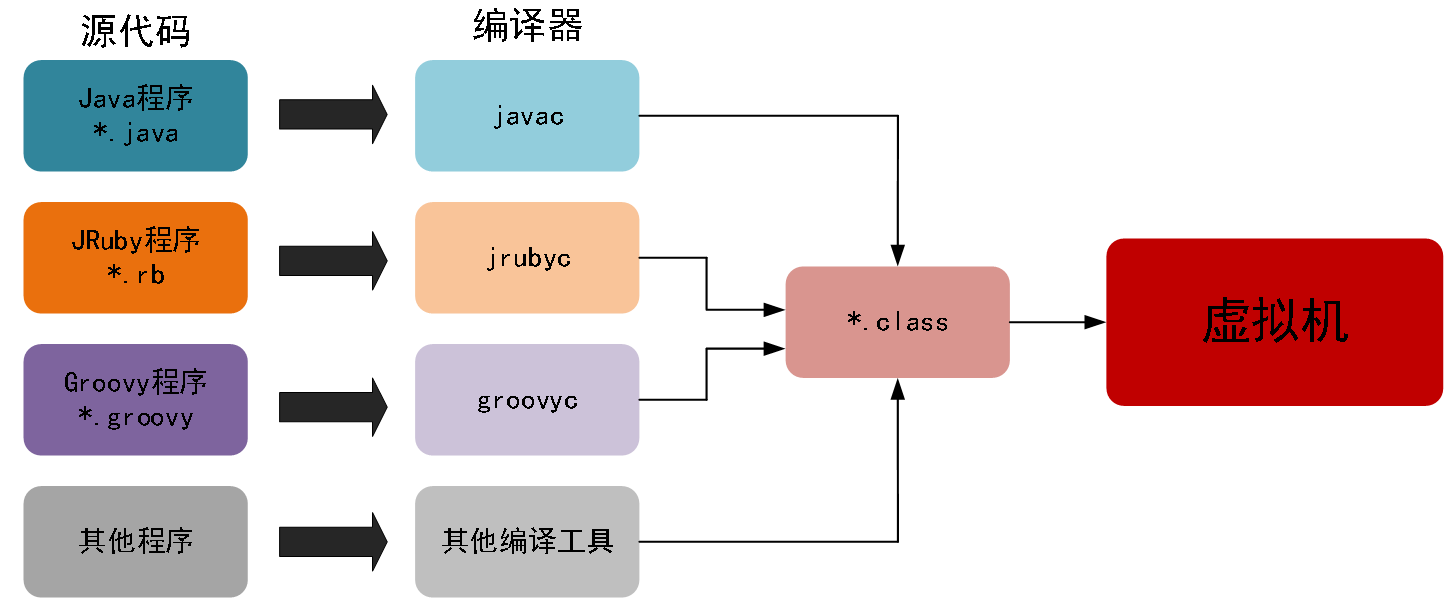 源代码
编译器
Java程序
*.java
javac
JRuby程序
*.rb
jrubyc
*.class
虚拟机
Groovy程序
*.groovy
groovyc
其他程序
其他编译工具